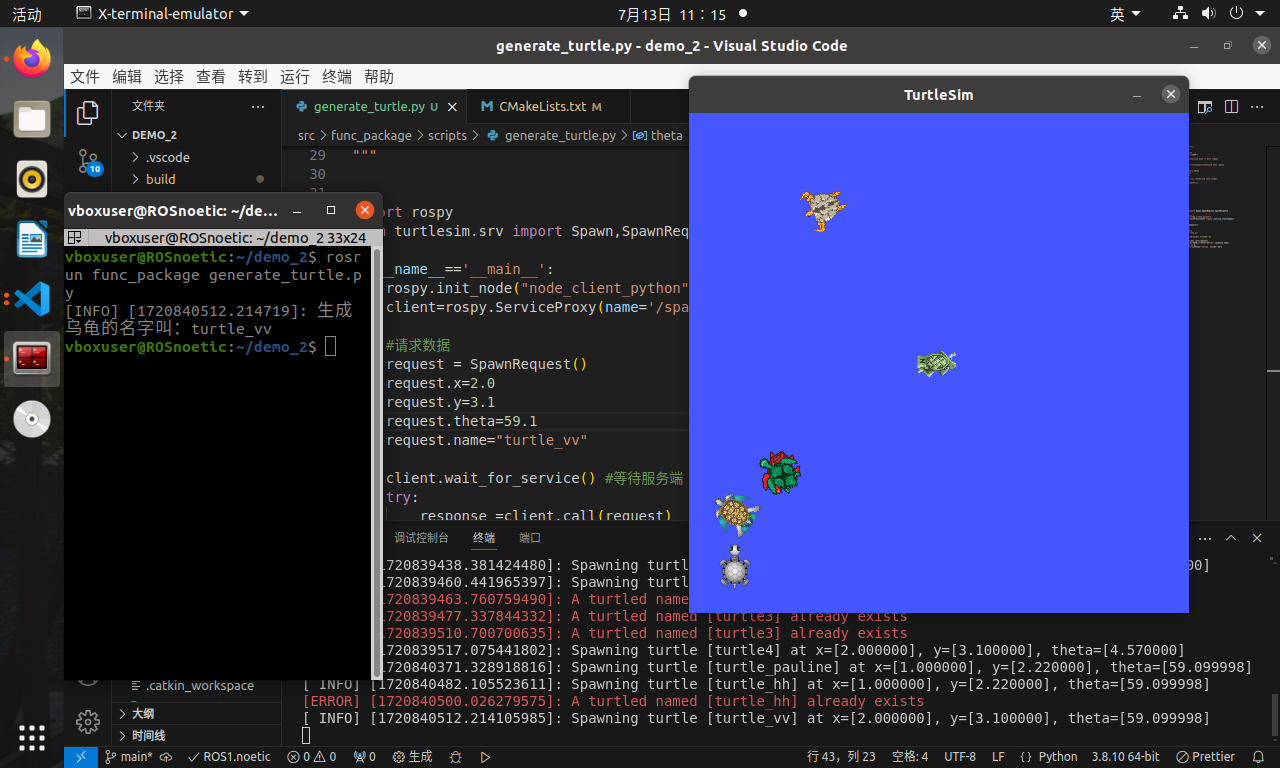 活动
X-terminal-emulator
7月13日 11：15
英
generate_turtle.py - demo_2 - Visual Studio Code
文件 编辑 选择 查看 转到 运行 终端 帮助
文件夹
generate_turtle.py U
CMakeLists.txt M
TurtleSim
DEMO_2
src > func_package > scripts > generate_turtle.py > theta
.vscode
build
10
29 """
30
vboxuser@ROSnoetic: ~/de...
vboxuser@ROSnoetic: ~/demo_2 33x24
vboxuser@ROSnoetic:~/demo_2$ rosr
un func_package generate_turtle.p
y
[INFO] [1720840512.214719]: 生成
乌龟的名字叫：turtle_vv
vboxuser@ROSnoetic:~/demo_2$
ort rospy
turtlesim.srv import Spawn,SpawnReq
_name__=='__main__':
rospy.init_node("node_client_python"
client=rospy.ServiceProxy(name='/spa
#请求数据
request = SpawnRequest()
request.x=2.0
request.y=3.1
request.theta=59.1
request.name="turtle_vv"
client.wait_for_service() #等待服务端
try:
response =client.call(request)
调试控制台 终端 端口
1720839438.381424480]: Spawning turtl
00]
1720839460.441965397]: Spawning turtl
1720839463.760759490]: A turtled named
1720839477.337844332]: A turtled named [turtle3] already exists
1720839510.700700635]: A turtled named [turtle3] already exists
1720839517.075441802]: Spawning turtle [turtle4] at x=[2.000000], y=[3.100000], theta=[4.570000]
1720840371.328918816]: Spawning turtle [turtle_pauline] at x=[1.000000], y=[2.220000], theta=[59.099998]
[ INFO] [1720840482.105523611]: Spawning turtle [turtle_hh] at x=[1.000000], y=[2.220000], theta=[59.099998]
[ERROR] [1720840500.026279575]: A turtled named [turtle_hh] already exists
[ INFO] [1720840512.214105985]: Spawning turtle [turtle_vv] at x=[2.000000], y=[3.100000], theta=[59.099998]
.catkin_workspace
大纲
时间线
main* ROS1.noetic 0 0 0 生成
行 43，列 23 空格: 4 UTF-8 LF Python 3.8.10 64-bit Prettier